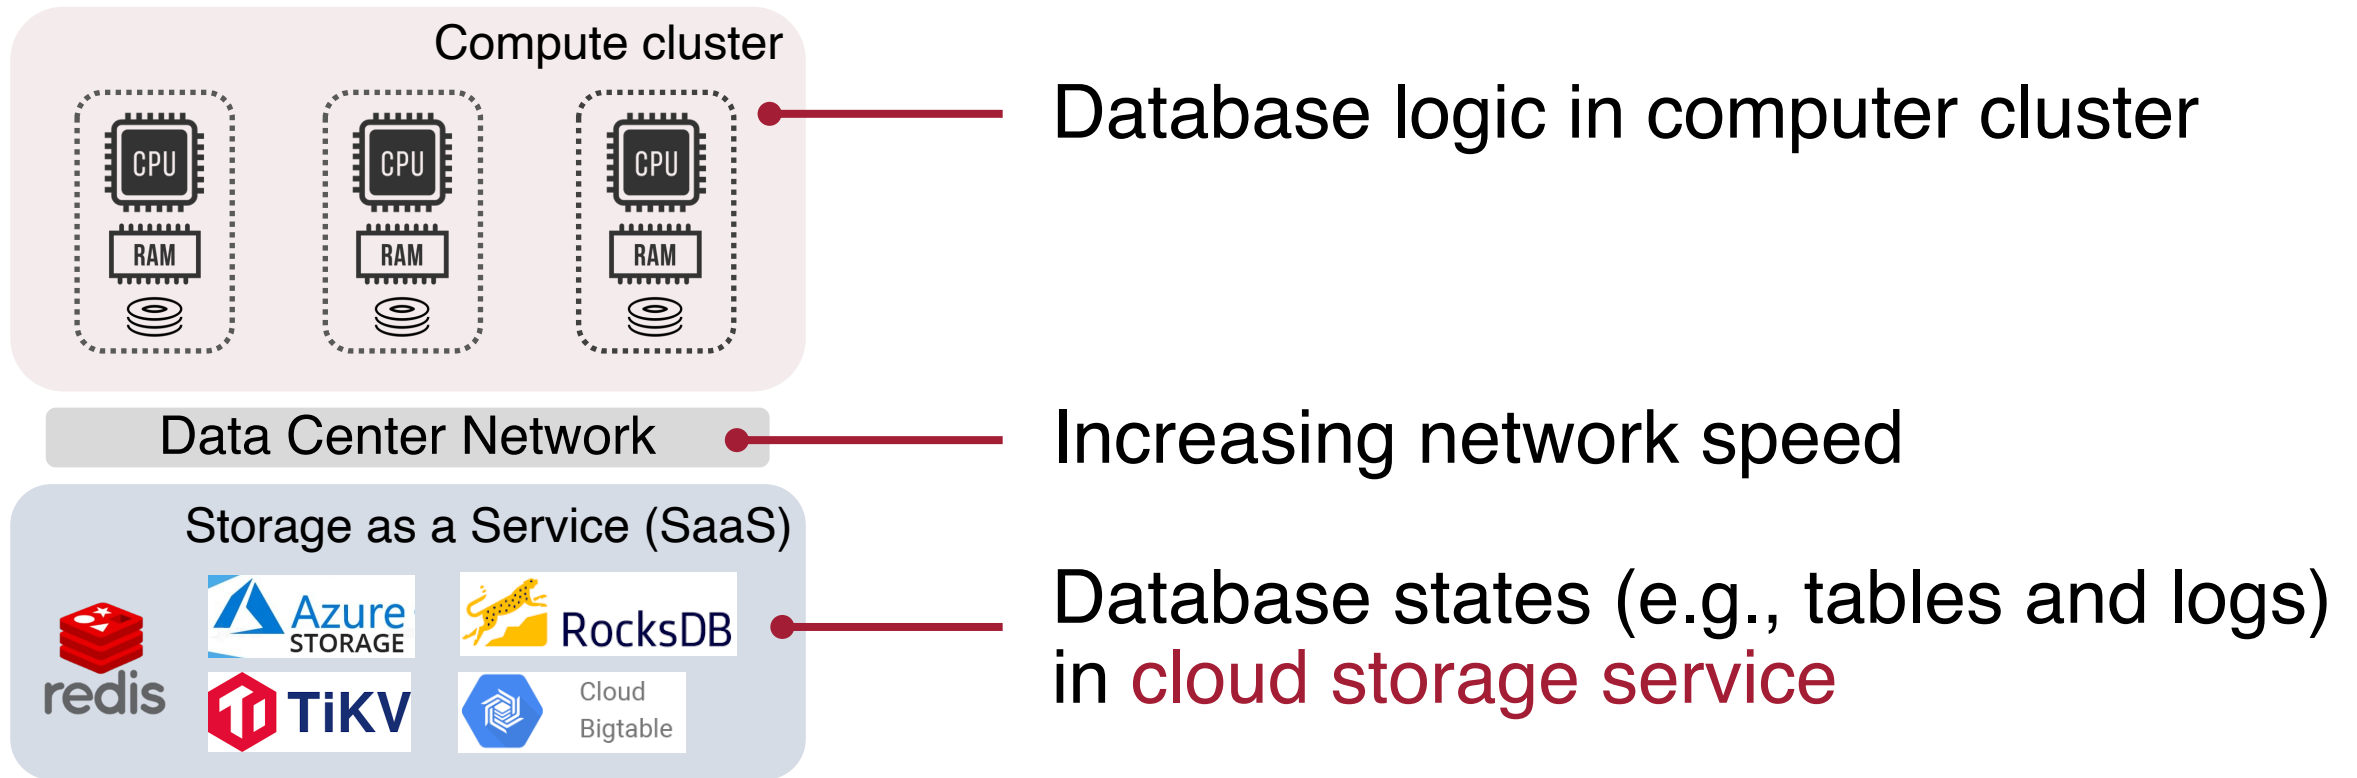 Compute cluster
CPU
CPU
CPU
RAM
RAM
RAM
Database logic in computer cluster
Data Center Network
Increasing network speed
Storage as a Service (SaaS)
redis
Azure
STORAGE
RocksDB
TiKV
Cloud
Bigtable
Database states (e.g., tables and logs)
in cloud storage service